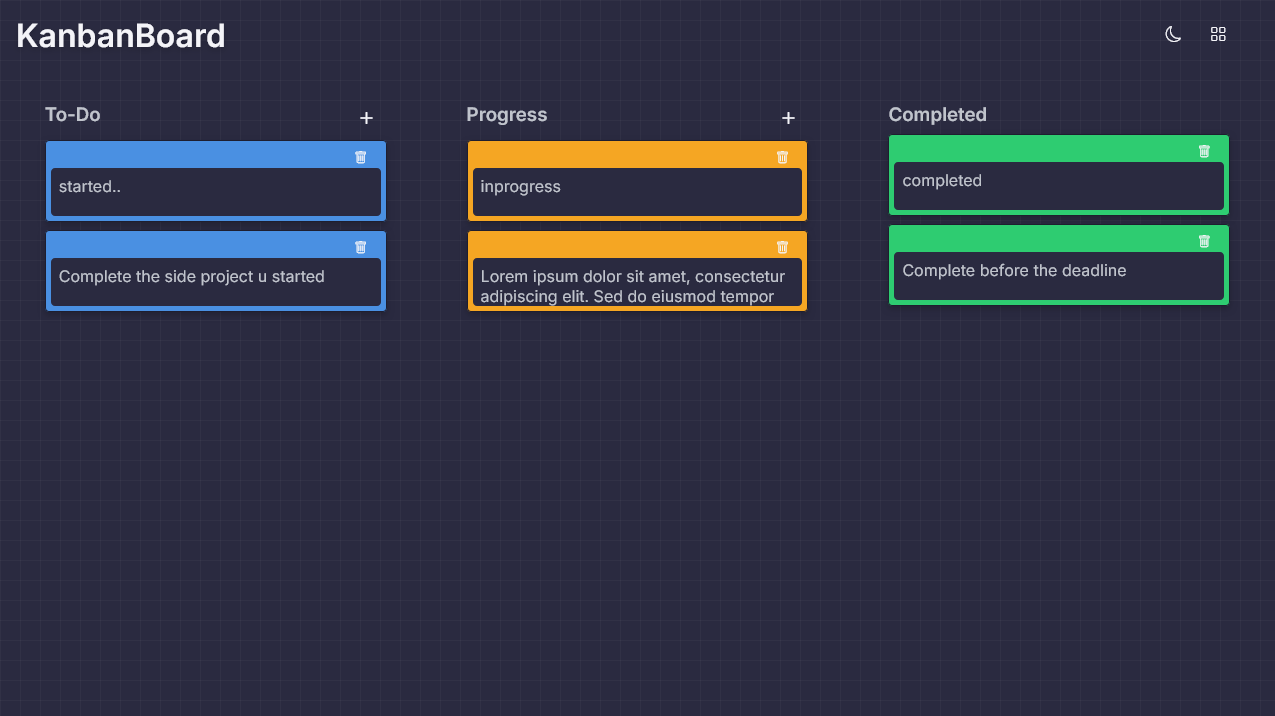 KanbanBoard
To-Do
+
started..
Complete the side project u started
Progress
+
inprogress
Lorem ipsum dolor sit amet, consectetur
adipiscing elit. Sed do eiusmod tempor
Completed
completed
Complete before the deadline